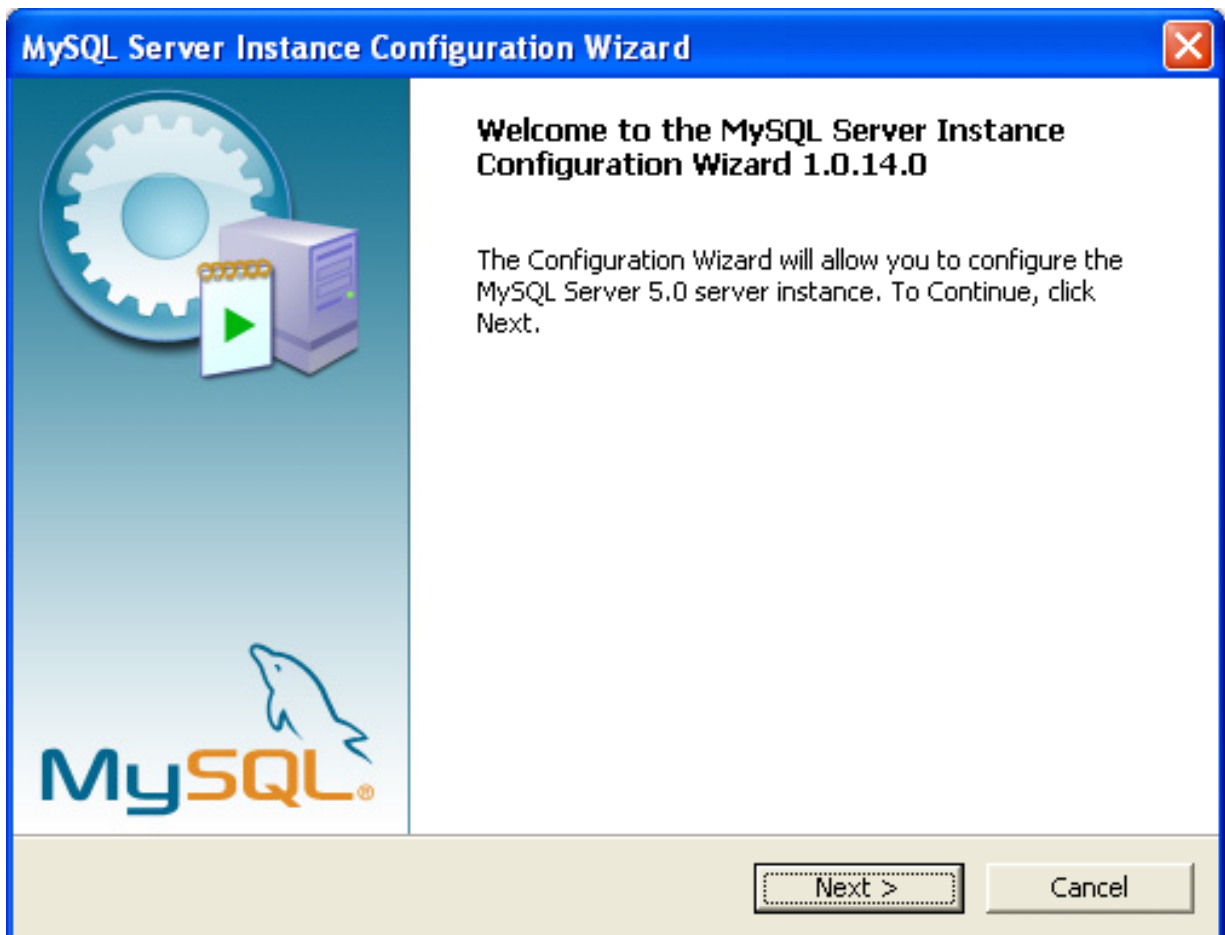 MySQL Server Instance Configuration Wizard
Welcome to the MySQL Server Instance
Configuration Wizard 1.0.14.0
The Configuration Wizard will allow you to configure the
MySQL Server 5.0 server instance. To Continue, click
Next.
MySQL®
Next >
Cancel